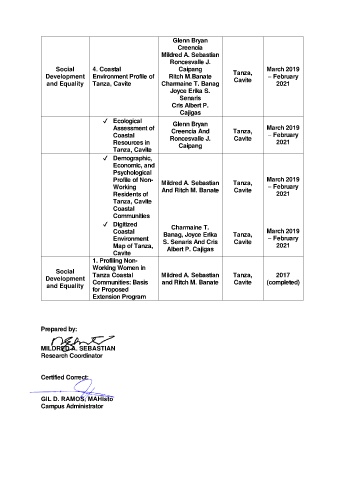 Glenn Bryan
Creencia
Mildred A. Sebastian
Roncesvalle J.
Caipang
Ritch M.Banate
Charmaine T. Banag
Joyce Erika S.
Senaris
Cris Albert P.
Cajigas
Social
Development
and Equality
4. Coastal
Environment Profile of
Tanza, Cavite
Tanza,
Cavite
March 2019
– February
2021
✓ Ecological
Assessment of
Coastal
Resources in
Tanza, Cavite
Glenn Bryan
Creencia And
Roncesvalle J.
Caipang
Tanza,
Cavite
March 2019
– February
2021
✓ Demographic,
Economic, and
Psychological
Profile of Non-
Working
Residents of
Tanza, Cavite
Coastal
Communities
Mildred A. Sebastian
And Ritch M. Banate
Tanza,
Cavite
March 2019
– February
2021
✓ Digitized
Coastal
Environment
Map of Tanza,
Cavite
Charmaine T.
Banag, Joyce Erika
S. Senaris And Cris
Albert P. Cajigas
Tanza,
Cavite
March 2019
– February
2021
Social
Development
and Equality
1. Profiling Non-
Working Women in
Tanza Coastal
Communities: Basis
for Proposed
Extension Program
Mildred A. Sebastian
and Ritch M. Banate
Tanza,
Cavite
2017
(completed)
Prepared by:
MILDRED A. SEBASTIAN
Research Coordinator
Certified Correct:
GIL D. RAMOS, MAHisto
Campus Administrator